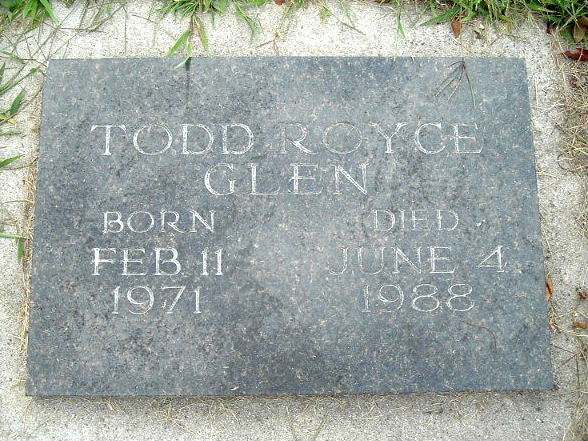 TODD ROYCE
GLEN
BORN DIED
FEB 11 JUNE 4
1971 1988